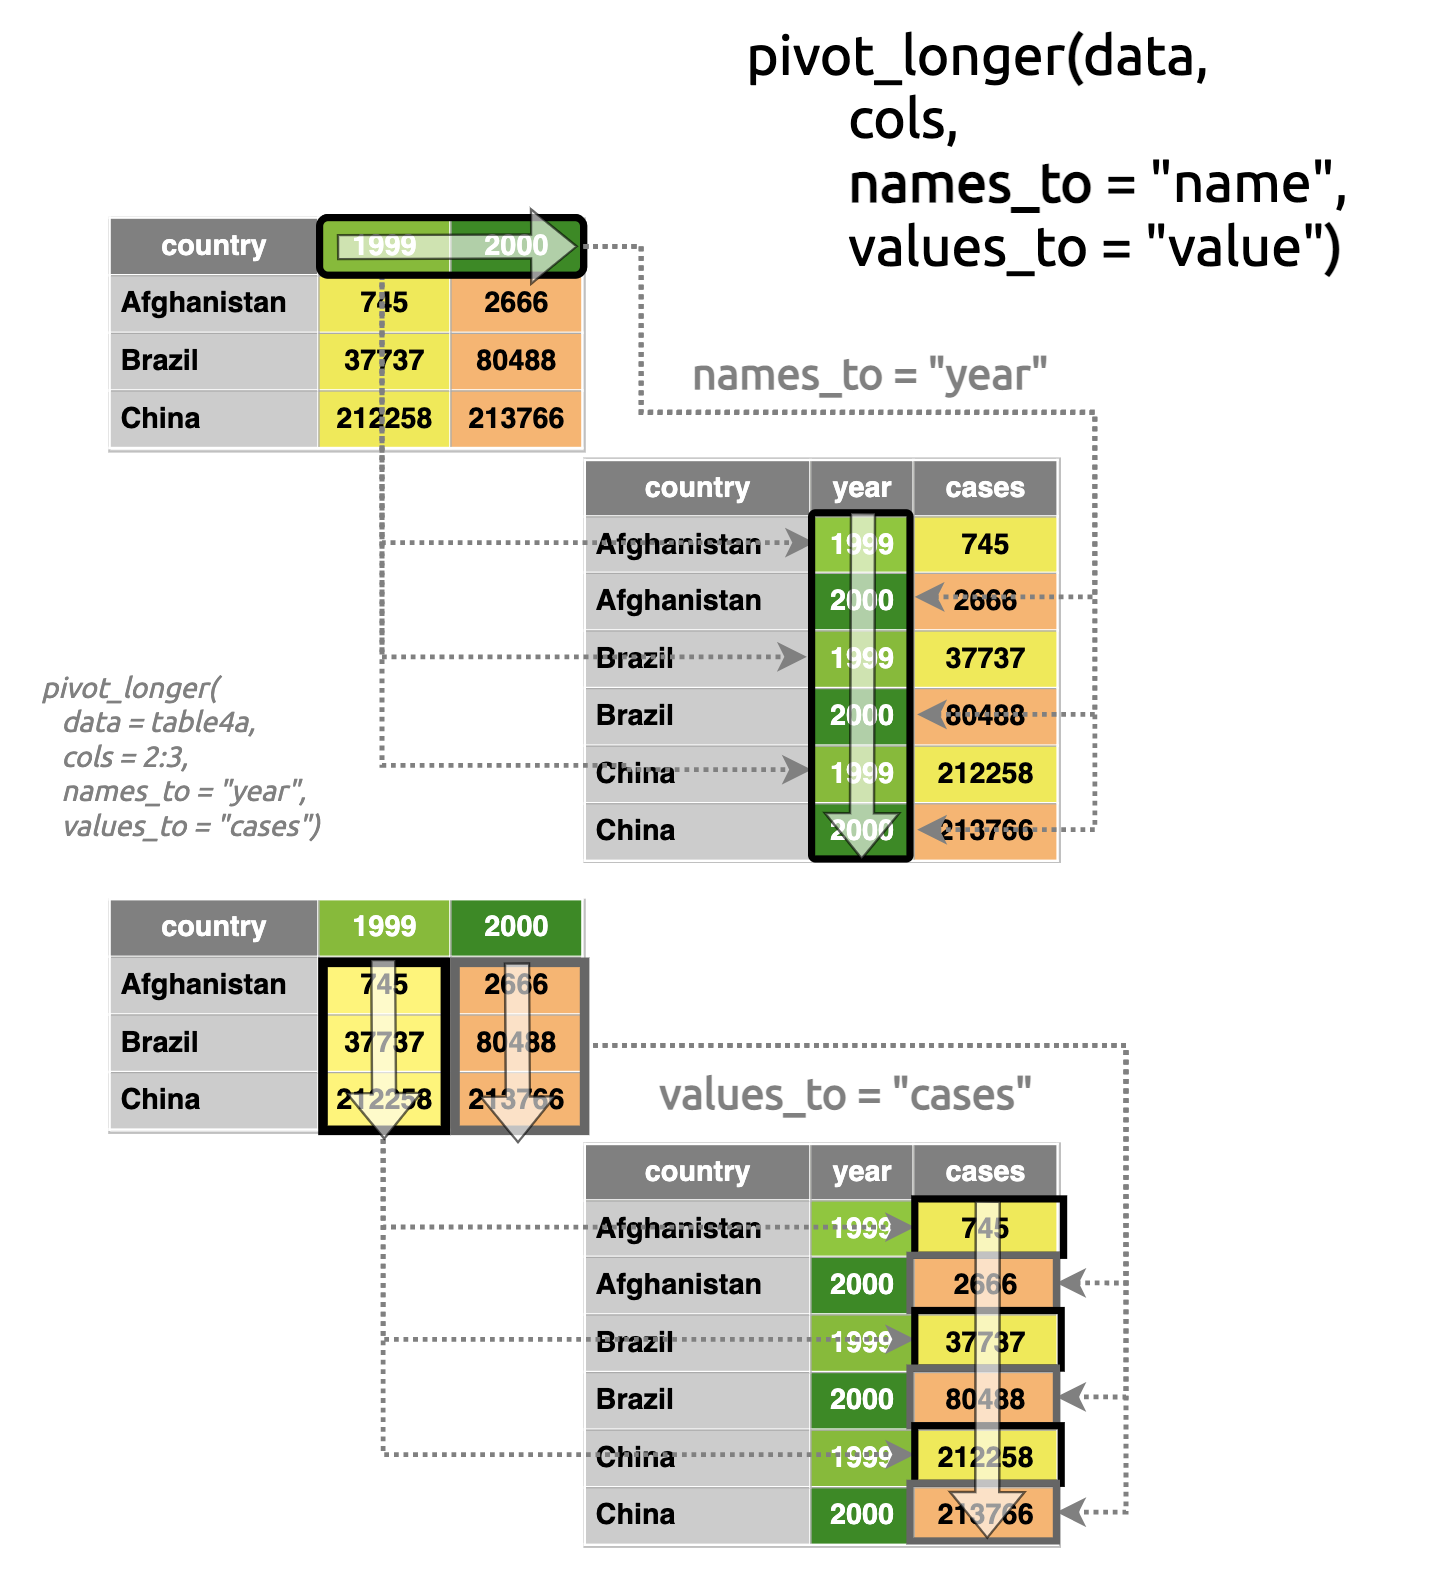 pivot_longer(data,
cols,
names_to = "name",
values_to = "value")
country 1999 2000
Afghanistan 745 2666
Brazil 37737 80488
China 212258 213766
names_to = "year"
country year cases
Afghanistan 1999 745
Afghanistan 2000 2666
Brazil 1999 37737
Brazil 2000 80488
China 1999 212258
China 2000 213766
pivot_longer(
data = table4a,
cols = 2:3,
names_to = "year",
values_to = "cases")
country 1999 2000
Afghanistan 745 2666
Brazil 37737 80488
China 212258 213766
values_to = "cases"
country year cases
Afghanistan 1999 745
Afghanistan 2000 2666
Brazil 1999 37737
Brazil 2000 80488
China 1999 212258
China 2000 213766